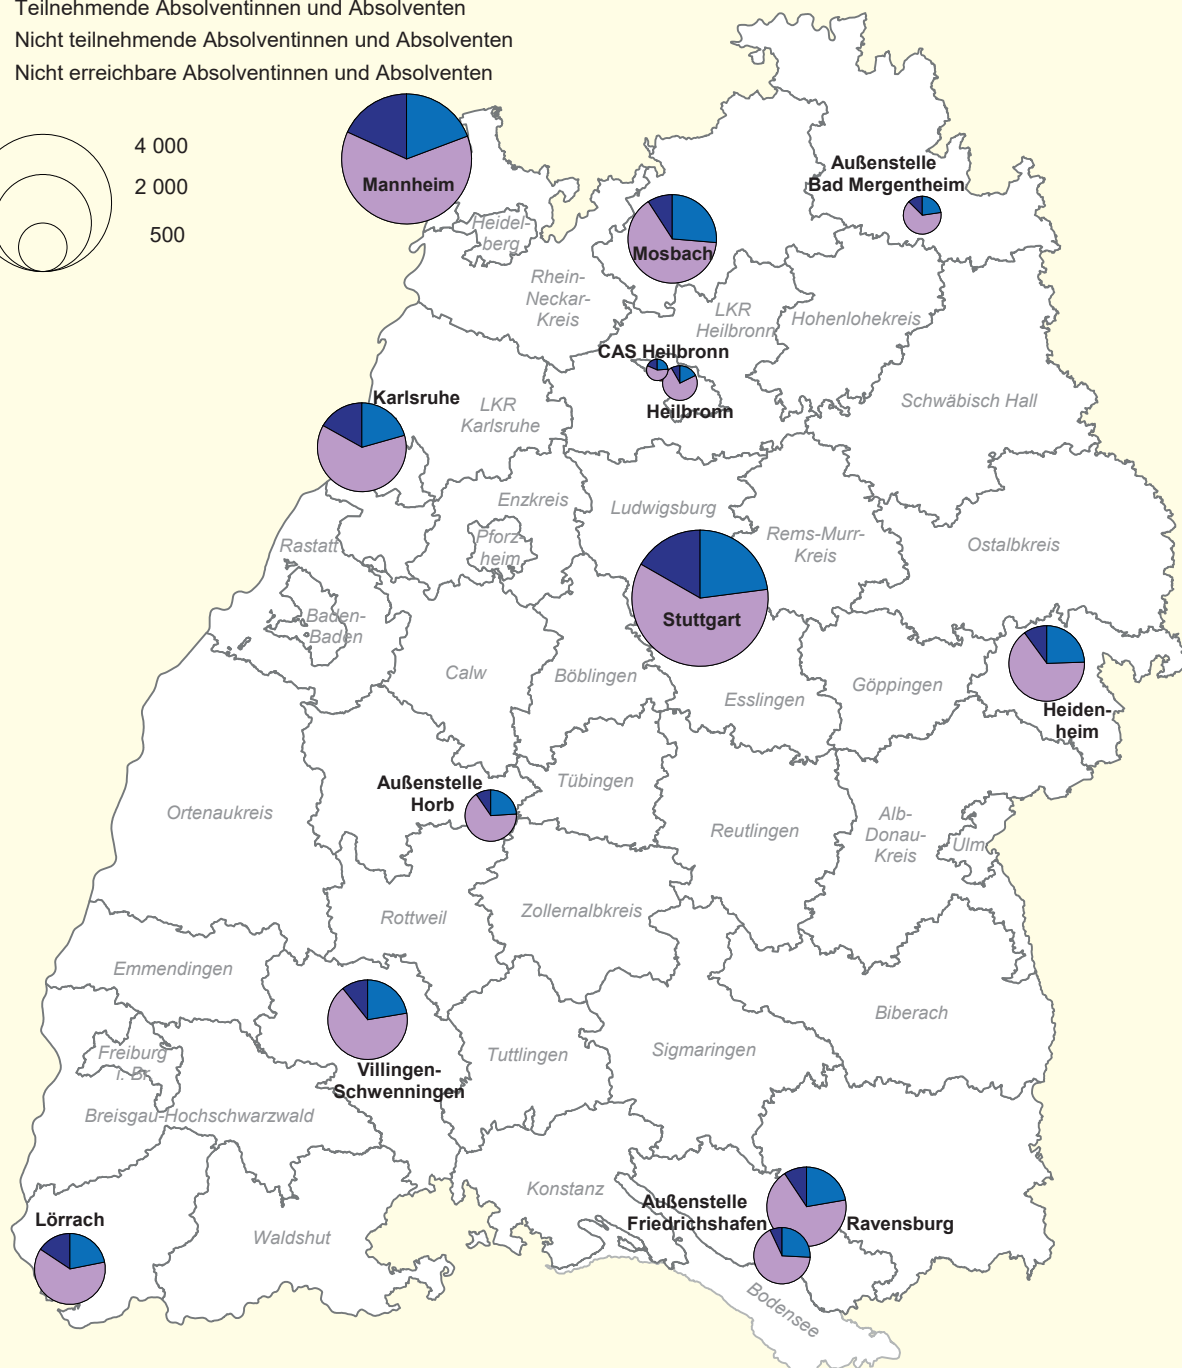 Teilnehmende Absolventinnen und Absolventen
Nicht teilnehmende Absolventinnen und Absolventen
Nicht erreichbare Absolventinnen und Absolventen
4 000
2 000
500
Mannheim
Außenstelle
Bad Mergentheim
Heidel-
berg
Mosbach
Rhein-
Neckar-
Kreis
LKR
Heilbronn
Hohenlohekreis
CAS Heilbronn
Heilbronn
Karlsruhe
LKR
Karlsruhe
Schwäbisch Hall
Enzkreis
Ludwigsburg
Pforz-
heim
Rems-Murr-
Kreis
Ostalbkreis
Rastatt
Baden-
Baden
Stuttgart
Calw
Böblingen
Esslingen
Göppingen
Heiden-
heim
Außenstelle
Horb
Tübingen
Ortenaukreis
Reutlingen
Alb-
Donau-
Kreis
Ulm
Rottweil
Zollernalbkreis
Emmendingen
Biberach
Freiburg
i. Br.
Villingen-
Schwenningen
Tuttlingen
Sigmaringen
Breisgau-Hochschwarzwald
Konstanz
Außenstelle
Friedrichshafen
Ravensburg
Lörrach
Waldshut
Bodensee